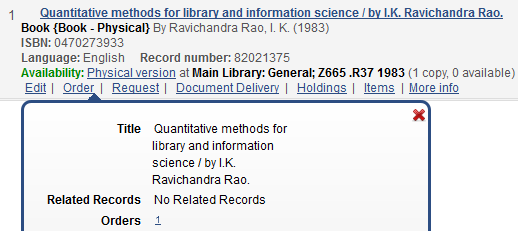 1 Quantitative methods for library and information science / by I.K. Ravichandra Rao.
Book {Book - Physical} By Ravichandra Rao, I. K. (1983)
ISBN: 0470273933
Language: English Record number: 82021375
Availability: Physical version at Main Library: General; Z665 .R37 1983 (1 copy, 0 available)
Edit | Order | Request | Document Delivery | Holdings | Items | More info
Title Quantitative methods for
library and information
science / by I.K.
Ravichandra Rao.
Related Records No Related Records
Orders 1